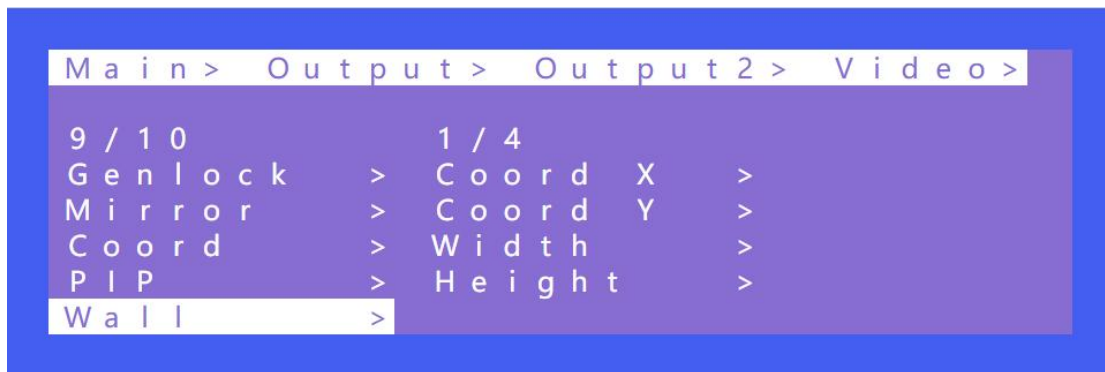 Main> Output> Output2> Video>
9/10 1/4
Genlock > Coord X >
Mirror > Coord Y >
Coord > Width >
PIP > Height >
Wall >